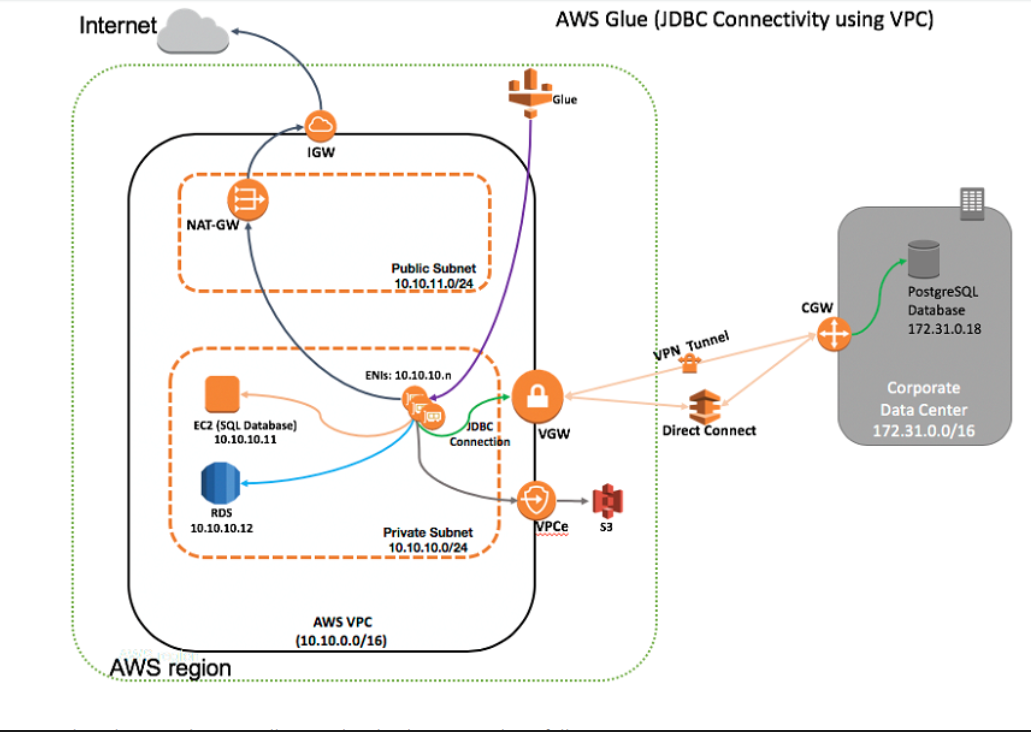 Internet
AWS Glue (JDBC Connectivity using VPC)
Glue
IGW
NAT-GW
Public Subnet
10.10.11.0/24
ENIs: 10.10.10.n
EC2 (SQL Database)
10.10.10.11
JDBC
Connection
RDS
10.10.10.12
Private Subnet
10.10.10.0/24
VGW
VPCe
S3
VPN Tunnel
Direct Connect
CGW
PostgreSQL
Database
172.31.0.18
Corporate
Data Center
172.31.0.0/16
AWS VPC
(10.10.0.0/16)
AWS region